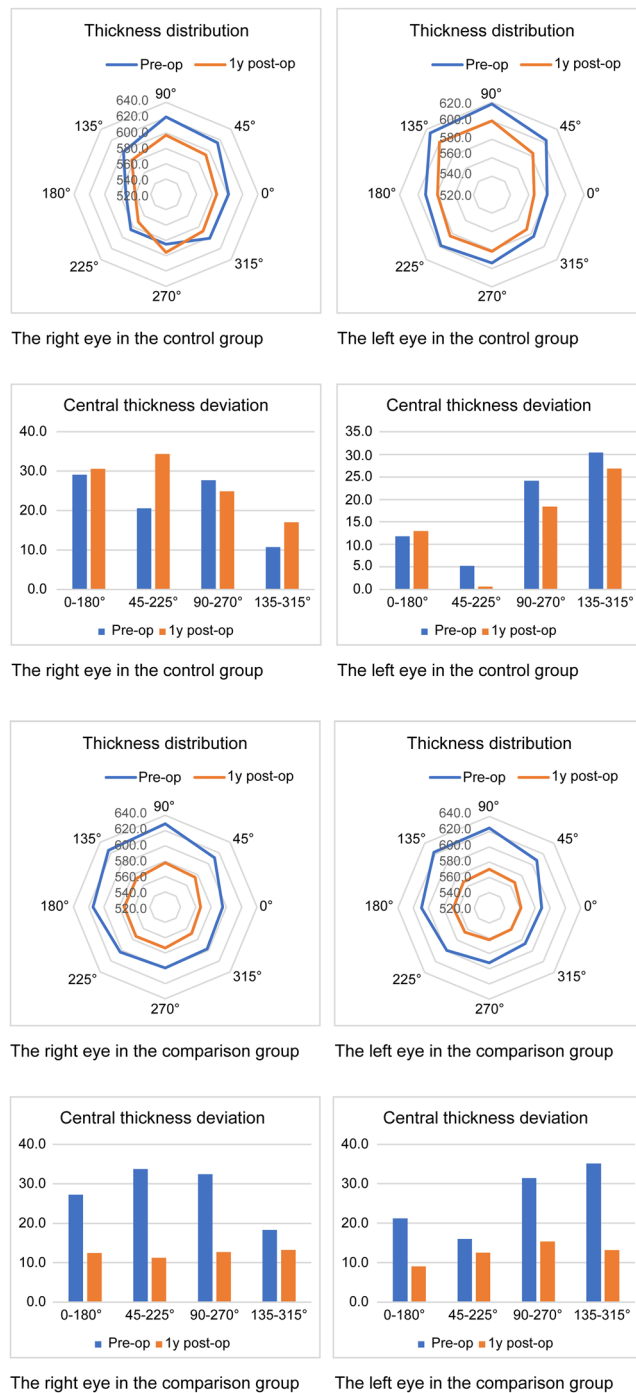 Thickness distribution
Pre-op 1y post-op
90°
640.0
620.0
600.0
580.0
560.0
540.0
520.0
135°
45°
180°
0°
225°
315°
270°
The right eye in the control group
Thickness distribution
Pre-op 1y post-op
90°
620.0
600.0
580.0
560.0
540.0
520.0
135°
45°
180°
0°
225°
315°
270°
The left eye in the control group
Central thickness deviation
40.0
30.0
20.0
10.0
0.0
0-180° 45-225° 90-270° 135-315°
Pre-op 1y post-op
The right eye in the control group
Central thickness deviation
35.0
30.0
25.0
20.0
15.0
10.0
5.0
0.0
0-180° 45-225° 90-270° 135-315°
Pre-op 1y post-op
The left eye in the control group
Thickness distribution
Pre-op 1y post-op
90°
640.0
620.0
600.0
580.0
560.0
540.0
520.0
135°
45°
180°
0°
225°
315°
270°
The right eye in the comparison group
Thickness distribution
Pre-op 1y post-op
90°
640.0
620.0
600.0
580.0
560.0
540.0
520.0
135°
45°
180°
0°
225°
315°
270°
The left eye in the comparison group
Central thickness deviation
40.0
30.0
20.0
10.0
0.0
0-180° 45-225° 90-270° 135-315°
Pre-op 1y post-op
The right eye in the comparison group
Central thickness deviation
40.0
30.0
20.0
10.0
0.0
0-180° 45-225° 90-270° 135-315°
Pre-op 1y post-op
The left eye in the comparison group